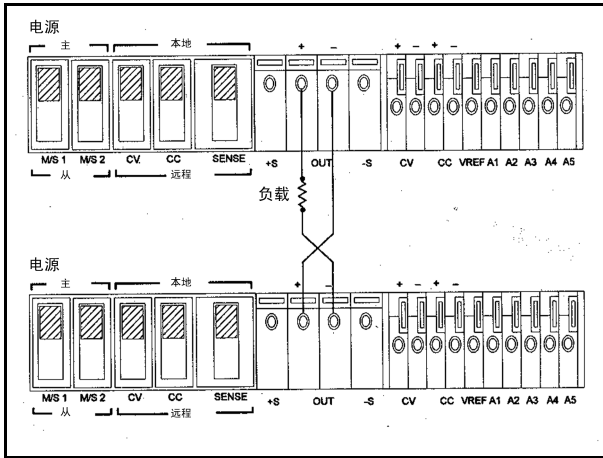 电源
主 本地
+ − + − + −
M/S 1 M/S 2 CV CC SENSE +S OUT -S CV CC VREF A1 A2 A3 A4 A5
从 远程
负载
电源
主 本地
+ − + − + −
M/S 1 M/S 2 CV CC SENSE +S OUT -S CV CC VREF A1 A2 A3 A4 A5
从 远程